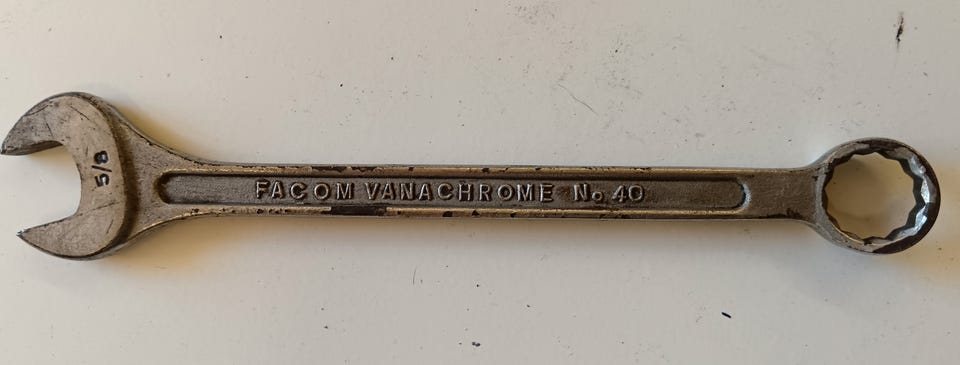 5/8
FACOM VANACHROME No 40